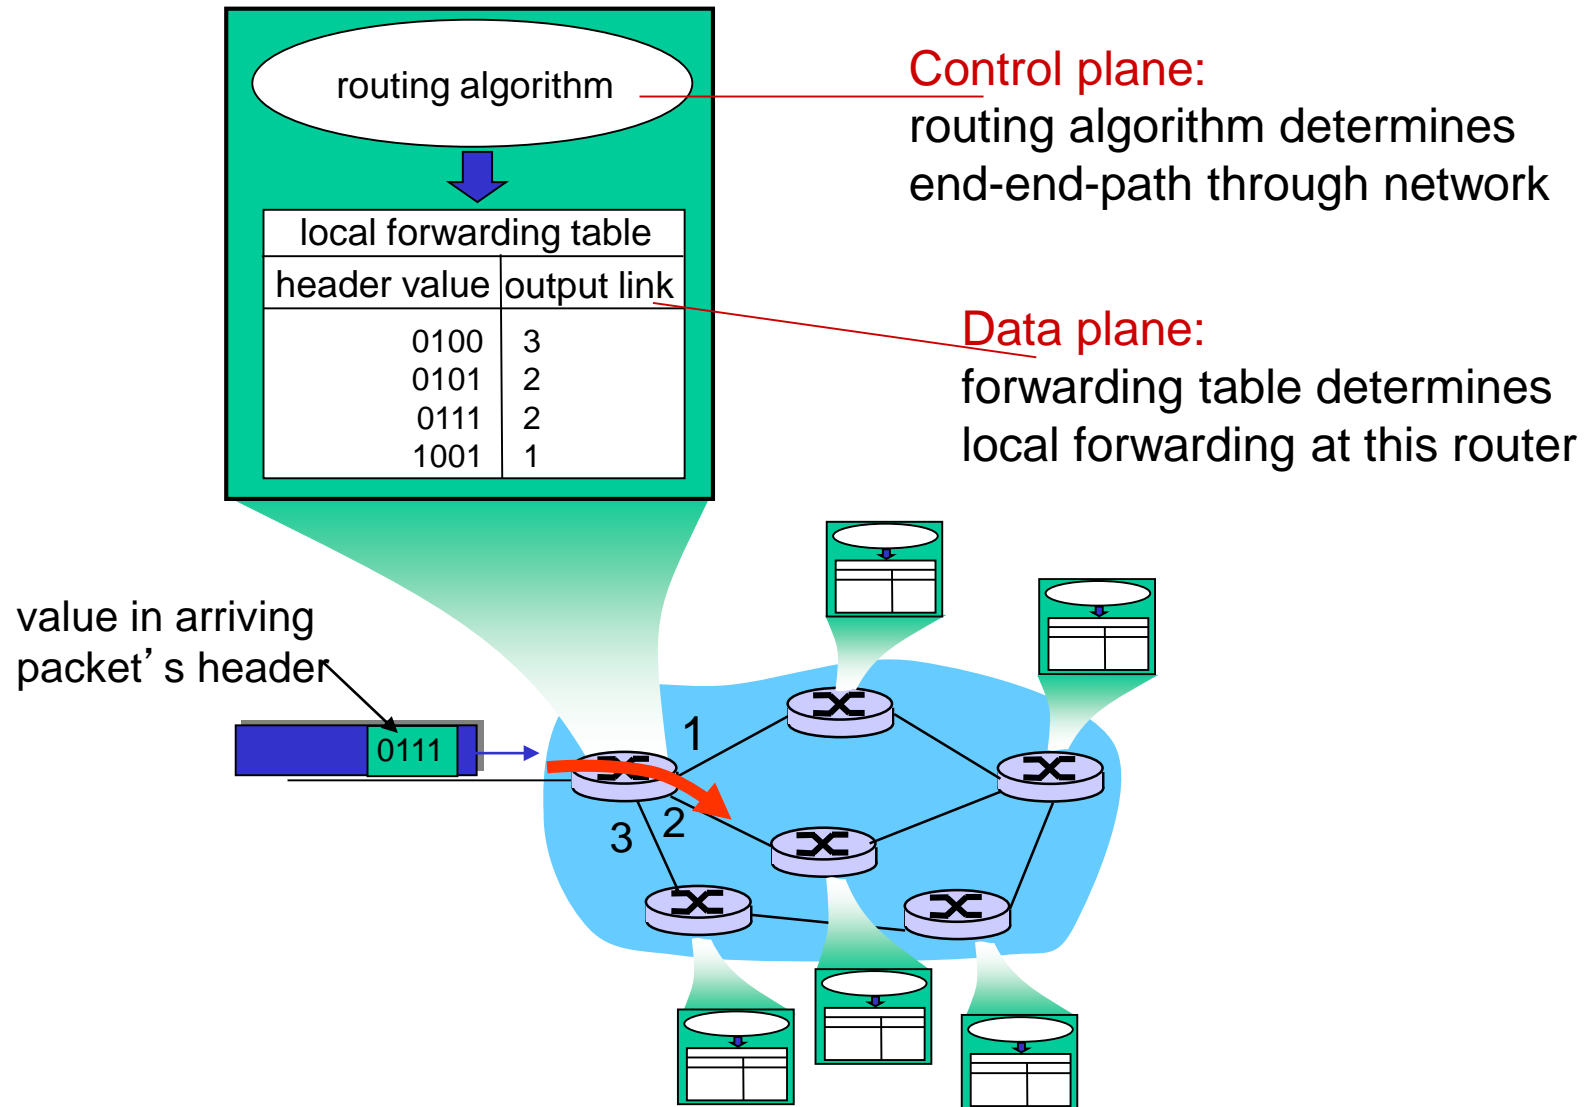 routing algorithm
local forwarding table
header value output link
0100 3
0101 2
0111 2
1001 1
Control plane:
routing algorithm determines
end-end-path through network
Data plane:
forwarding table determines
local forwarding at this router
value in arriving
packet’s header
0111
1
2
3